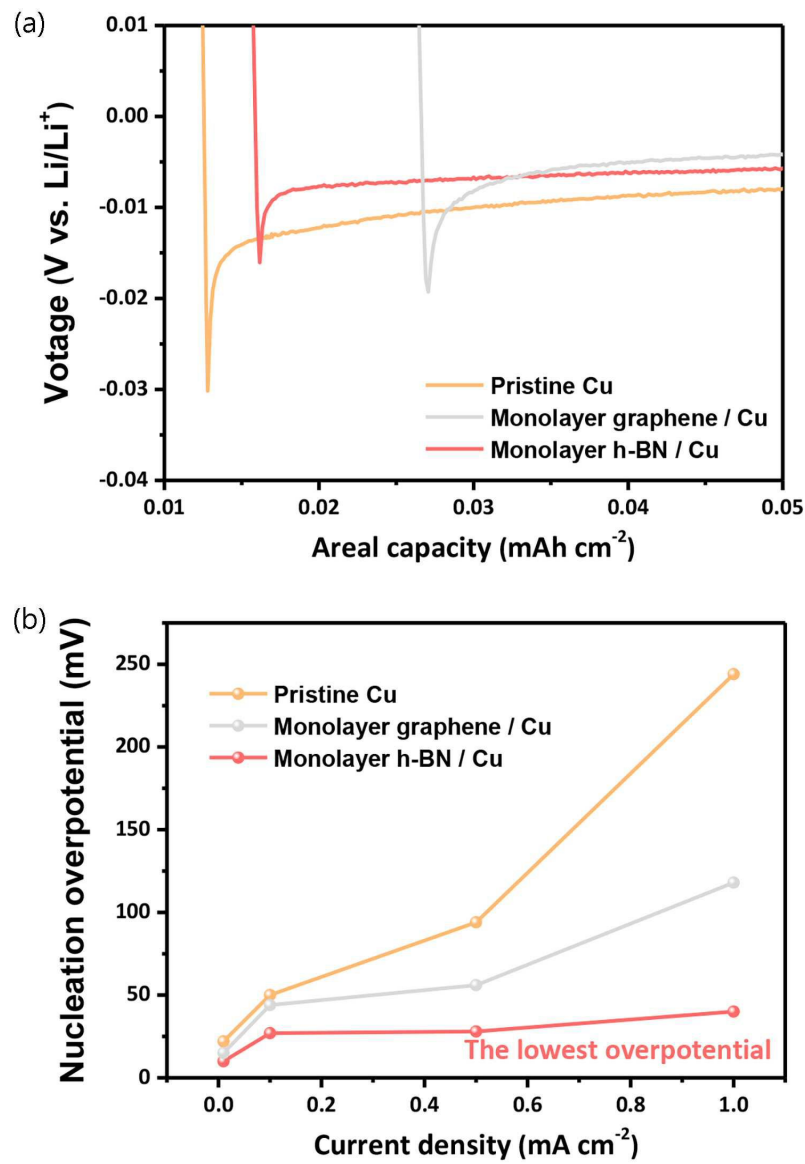 (a)
0.01
0.00
-0.01
-0.02
-0.03
-0.04
Votage (V vs. Li/Li⁺)
Pristine Cu
Monolayer graphene / Cu
Monolayer h-BN / Cu
0.01 0.02 0.03 0.04 0.05
Areal capacity (mAh cm⁻²)
(b)
250
200
150
100
50
0
Nucleation overpotential (mV)
Pristine Cu
Monolayer graphene / Cu
Monolayer h-BN / Cu
The lowest overpotential
0.0 0.2 0.4 0.6 0.8 1.0
Current density (mA cm⁻²)